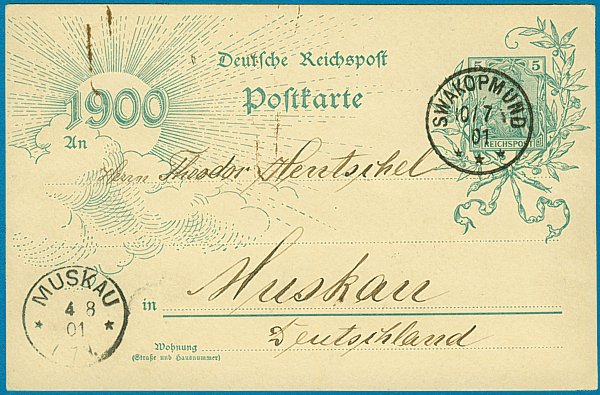 Deutsche Reichspost
Postkarte
1900
An
5 5
REICHSPOST
SWAKOPMUND
10/7
01
* * *
Herrn Theodor Hentschel
in Muskau
Deutschland
MUSKAU
4 8
01
* *
Wohnung
(Straße und Hausnummer)